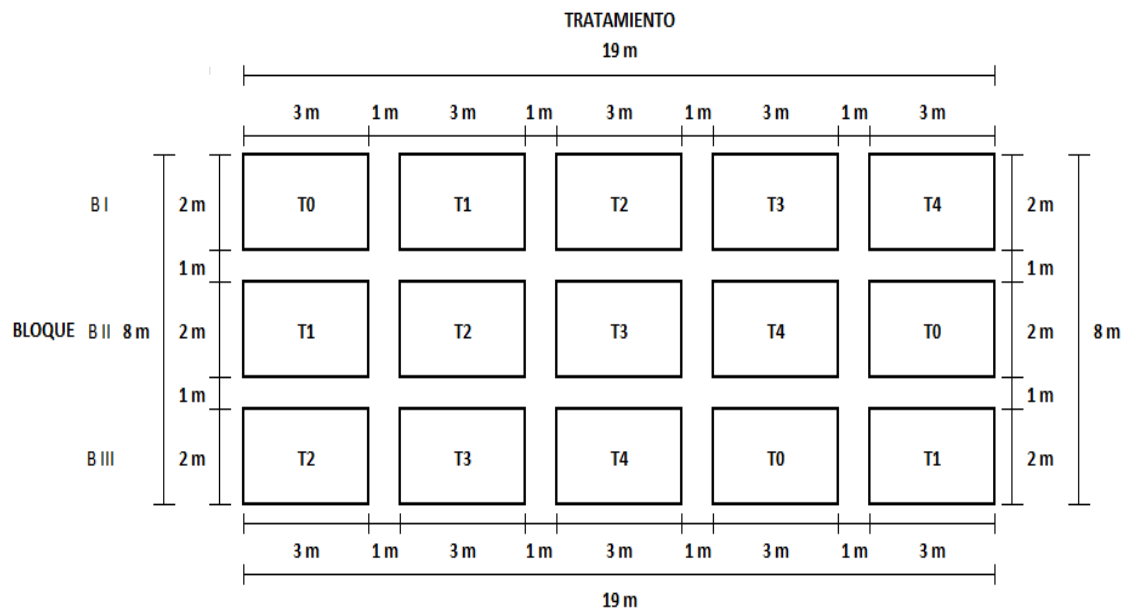 TRATAMIENTO
19 m
3 m 1 m 3 m 1 m 3 m 1 m 3 m 1 m 3 m
B I 2 m T0 T1 T2 T3 T4 2 m
1 m 1 m
BLOQUE B II 8 m 2 m T1 T2 T3 T4 T0 2 m 8 m
1 m 1 m
B III 2 m T2 T3 T4 T0 T1 2 m
3 m 1 m 3 m 1 m 3 m 1 m 3 m 1 m 3 m
19 m